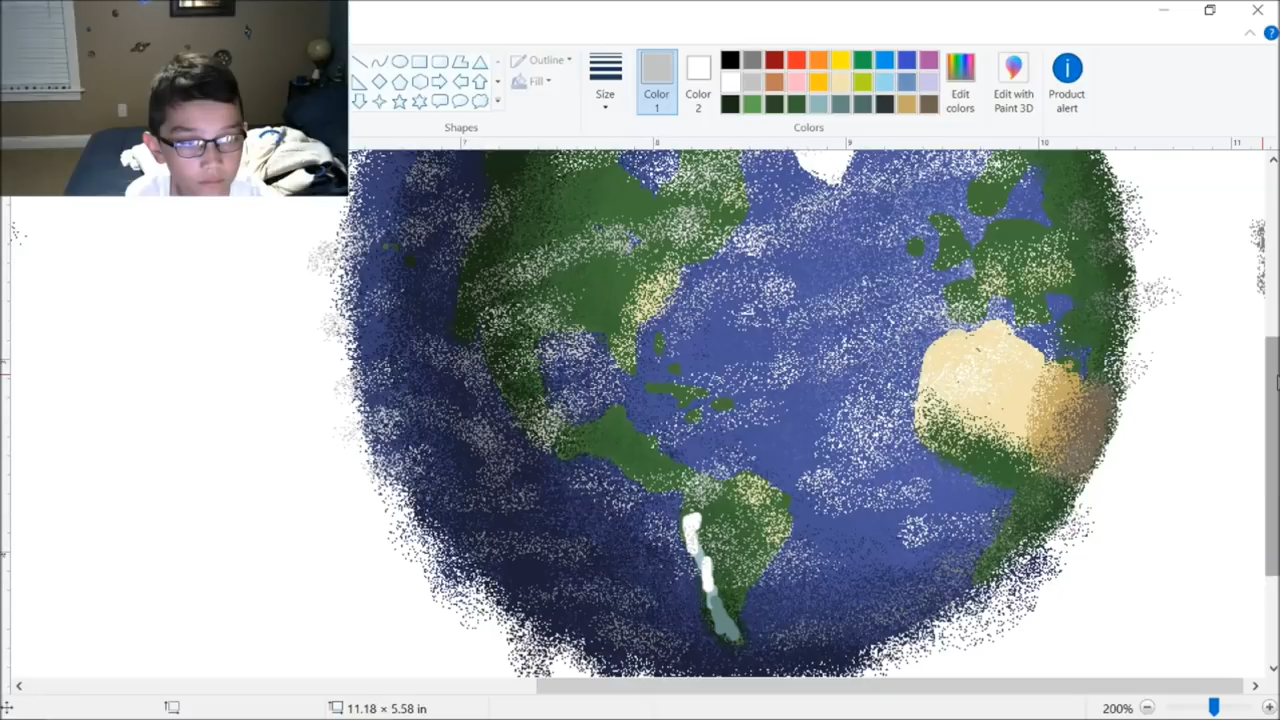 Outline
Fill
Shapes
Size
Color 1
Color 2
Edit colors
Edit with Paint 3D
Product alert
Colors
7 8 9 10 11
11.18 × 5.58 in
200%